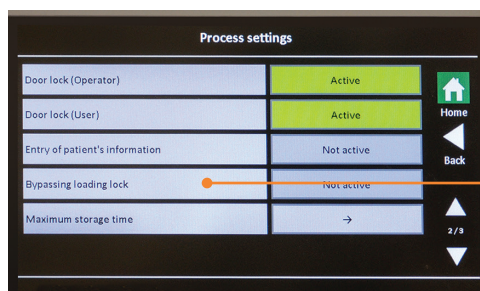 Process settings
Door lock (Operator) Active
Door lock (User) Active
Home
Entry of patient's information Not active
Back
Bypassing loading lock Not active
Maximum storage time →
2/3